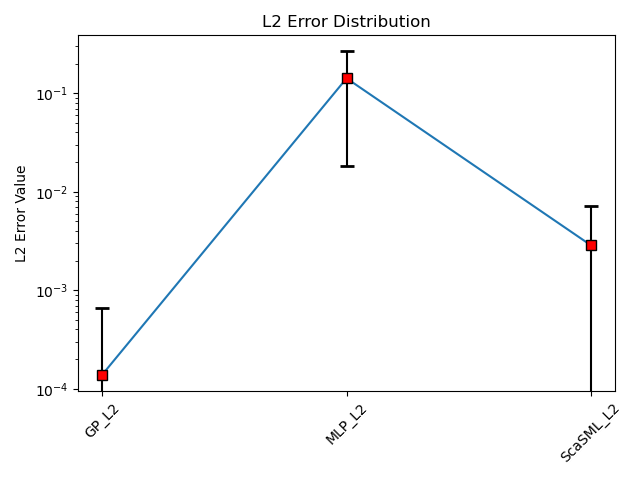 L2 Error Distribution
L2 Error Value
10⁻¹
10⁻²
10⁻³
10⁻⁴
GP_L2
MLP_L2
ScaSML_L2